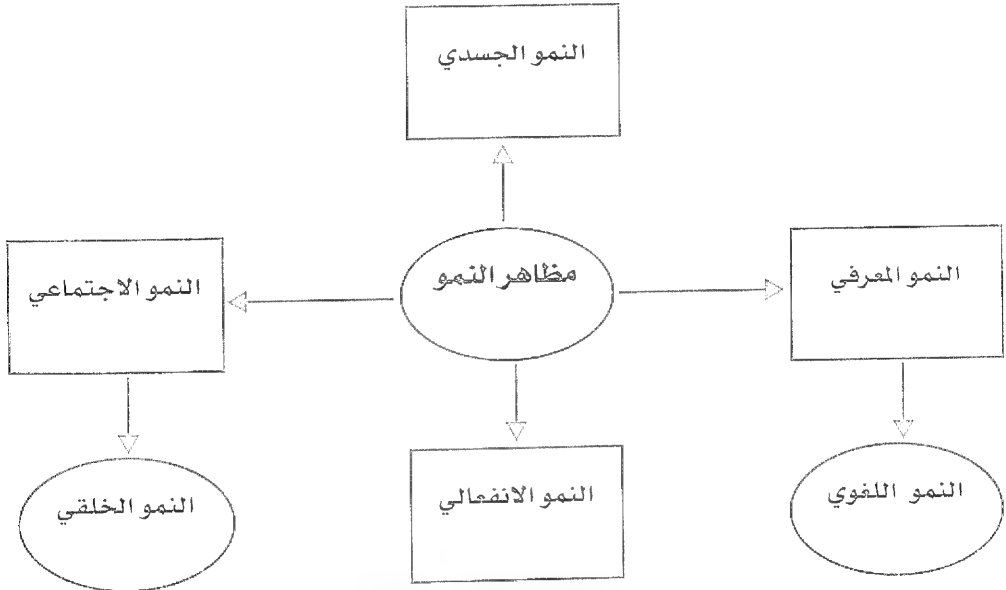 النمو الجسدي
مظاهر النمو
النمو المعرفي
النمو الاجتماعي
النمو اللغوي
النمو الانفعالي
النمو الخلقي